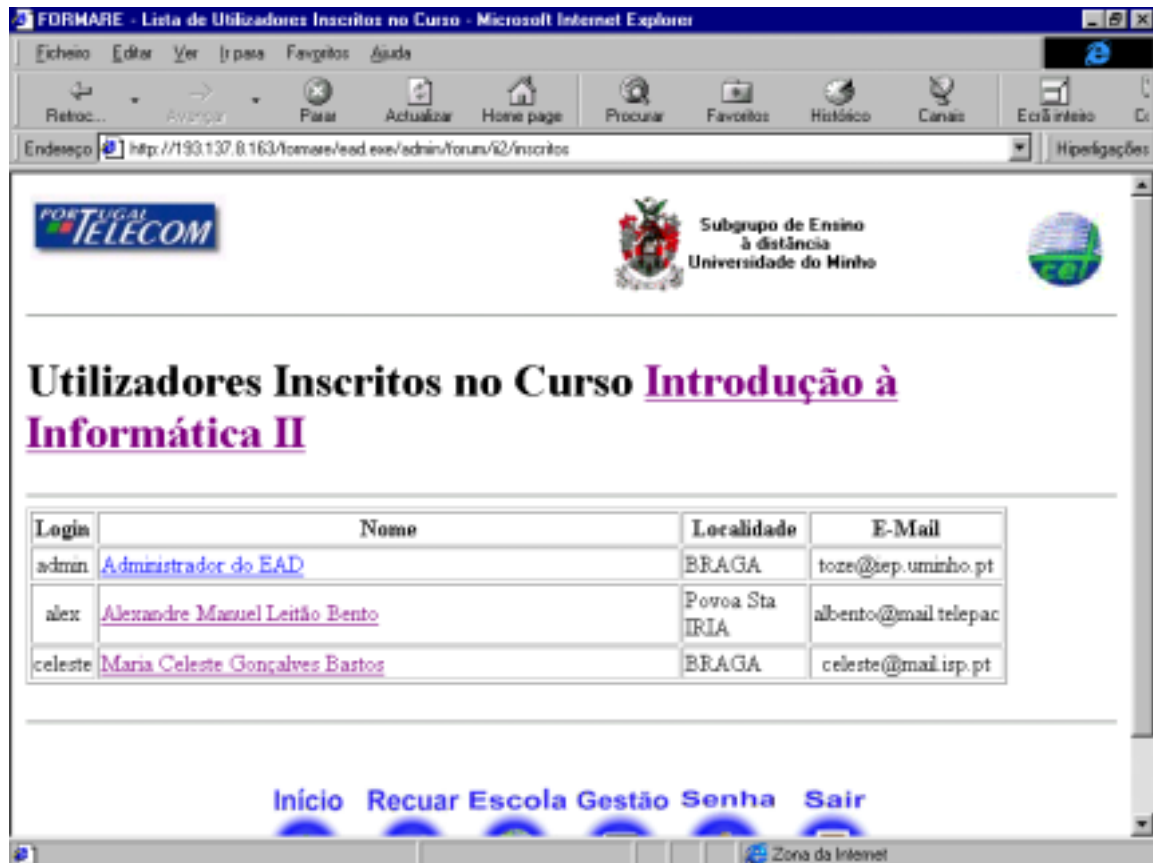 FORMARE - Lista de Utilizadores Inscritos no Curso - Microsoft Internet Explorer
Ficheiro Editar Ver Ir para Favoritos Ajuda
Retroc... Avançar Parar Actualizar Home page Procurar Favoritos Histórico Canais Ecrã inteiro
Endereço http://193.137.8.163/formare/ead.exe/admin/forum/ii2/inscritos Hiperligações
PORTUGAL
TELECOM
Subgrupo de Ensino
à distância
Universidade do Minho
cet
Utilizadores Inscritos no Curso Introdução à
Informática II
Login Nome Localidade E-Mail
admin Administrador do EAD BRAGA toze@iep.uminho.pt
alex Alexandre Manuel Leitão Bento Povoa Sta IRIA albento@mail.telepac
celeste Maria Celeste Gonçalves Bastos BRAGA celeste@mail.isp.pt
Início Recuar Escola Gestão Senha Sair
Zona da Internet